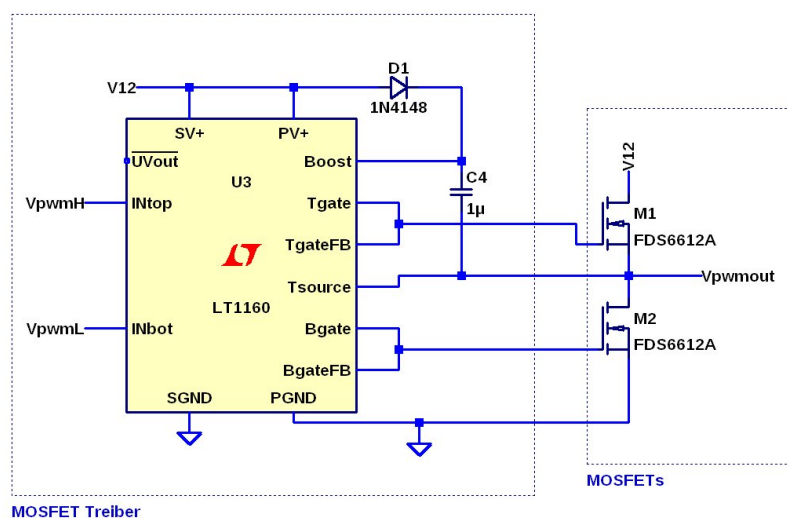 D1
V12
1N4148
SV+
PV+
UVout
Boost
U3
C4
1µ
V12
VpwmH
INtop
Tgate
M1
FDS6612A
TgateFB
Tsource
Vpwmout
LT1160
VpwmL
INbot
Bgate
M2
FDS6612A
BgateFB
SGND
PGND
MOSFETs
MOSFET Treiber